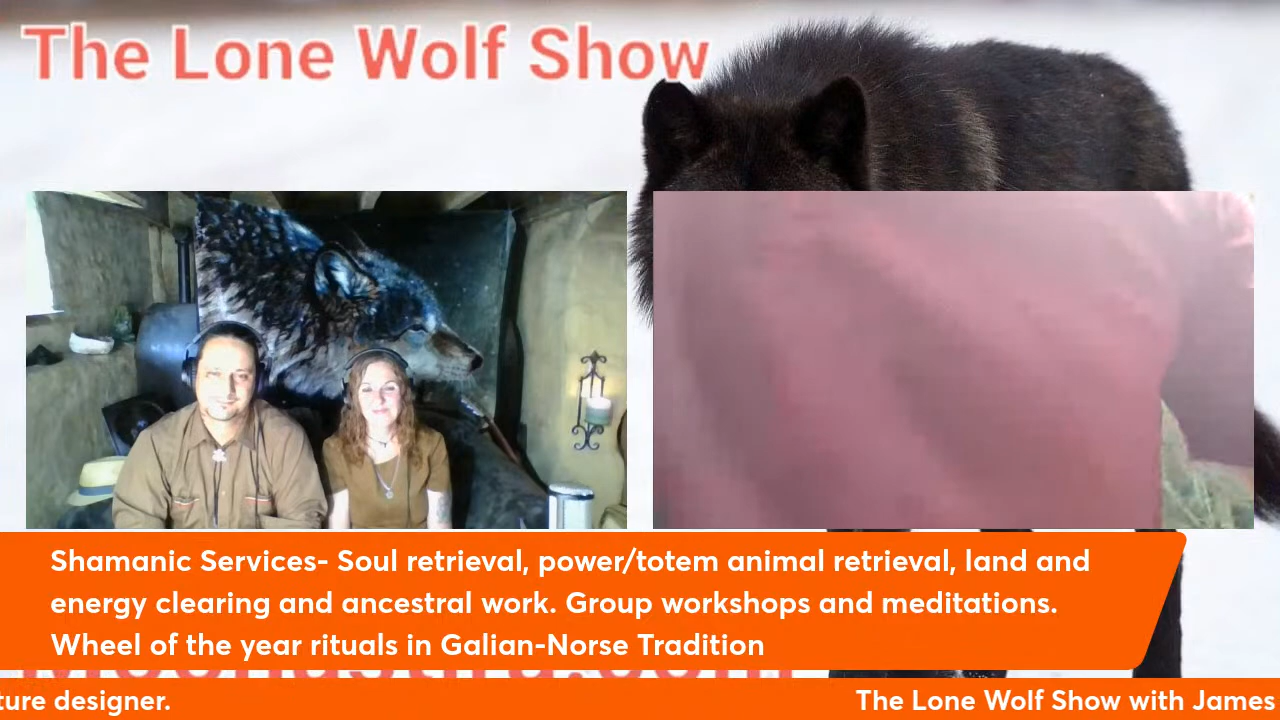 The Lone Wolf Show
Shamanic Services- Soul retrieval, power/totem animal retrieval, land and
energy clearing and ancestral work. Group workshops and meditations.
Wheel of the year rituals in Galian-Norse Tradition
ture designer.
The Lone Wolf Show with James